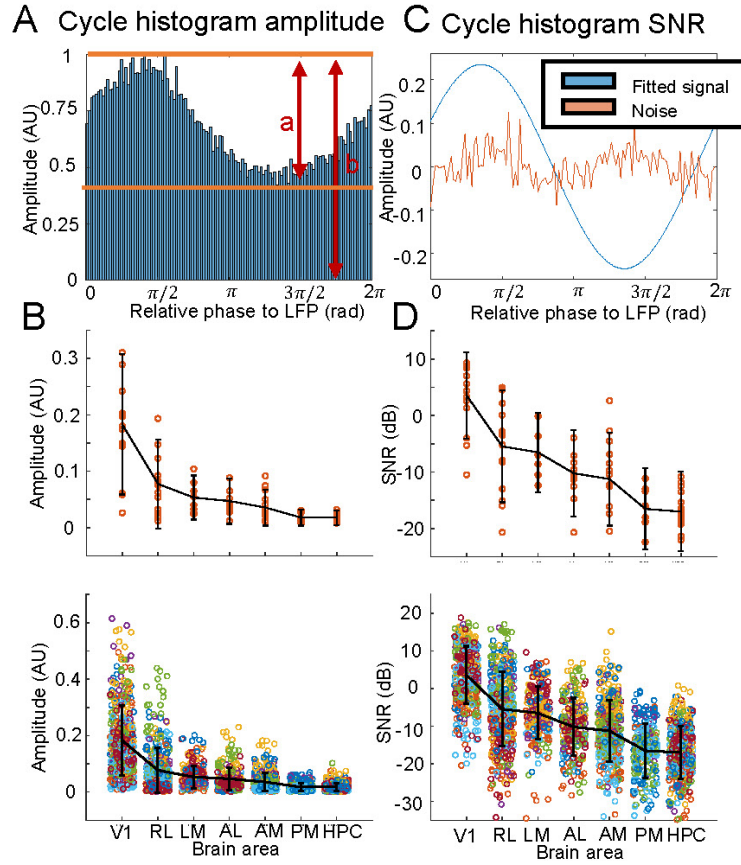 A Cycle histogram amplitude
1
0.75
0.5
0.25
0
Amplitude (AU)
a
b
0 π/2 π 3π/2 2π
Relative phase to LFP (rad)
C Cycle histogram SNR
0.2
0.1
0
-0.1
-0.2
Amplitude (AU)
Fitted signal
Noise
0 π/2 π 3π/2 2π
Relative phase to LFP (rad)
B
0.3
0.2
0.1
0
Amplitude (AU)
D
10
0
-10
-20
SNR (dB)
0.6
0.4
0.2
0
Amplitude (AU)
V1 RL LM AL AM PM HPC
Brain area
20
10
0
-10
-20
-30
SNR (dB)
V1 RL LM AL AM PM HPC
Brain area